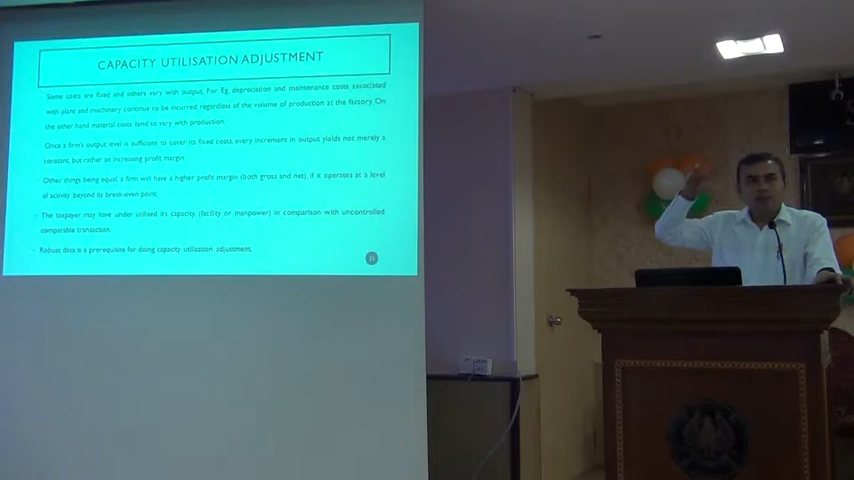 CAPACITY UTILISATION ADJUSTMENT
Some costs are fixed and others vary with output. For Eg. depreciation and maintenance costs associated
with plant and machinery continue to be incurred regardless of the volume of production at the factory. On
the other hand material costs tend to vary with production.
Once a firm's output level is sufficient to cover its fixed costs, every increment in output yields not merely a
constant, but rather an increasing profit margin.
Other things being equal, a firm will have a higher profit margin (both gross and net), if it operates at a level
of activity beyond its break-even point.
The taxpayer may have under utilised its capacity, (facility or manpower) in comparison with uncontrolled
comparable transaction.
Robust data is a prerequisite for doing capacity utilisation adjustment.